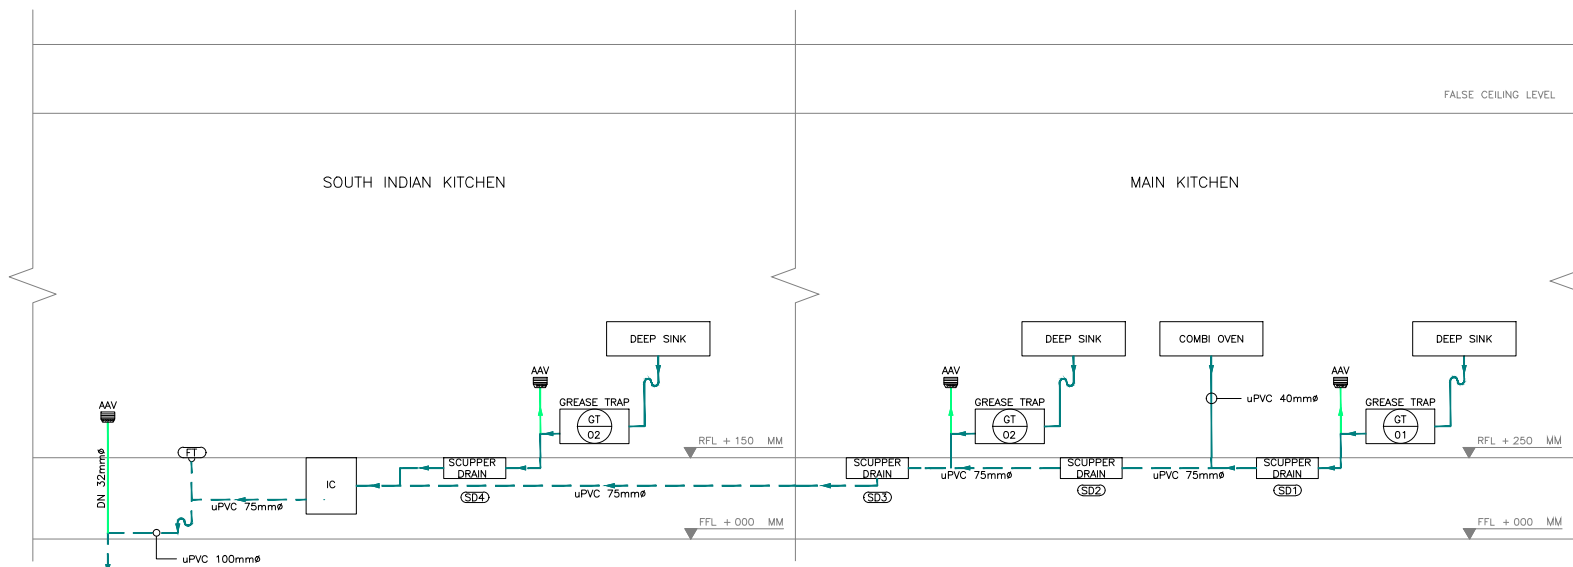 FALSE CEILING LEVEL
SOUTH INDIAN KITCHEN
MAIN KITCHEN
DEEP SINK
DEEP SINK
COMBI OVEN
DEEP SINK
AAV
AAV
AAV
AAV
GREASE TRAP
GT
02
GREASE TRAP
GT
02
uPVC 40mmø
GREASE TRAP
GT
01
RFL +150 MM
RFL +250 MM
FT
DN 32mmø
IC
SCUPPER
DRAIN
SD4
SCUPPER
DRAIN
SD3
SCUPPER
DRAIN
SD2
SCUPPER
DRAIN
SD1
uPVC 75mmø
uPVC 75mmø
uPVC 75mmø
uPVC 75mmø
FFL +000 MM
FFL +000 MM
uPVC 100mmø